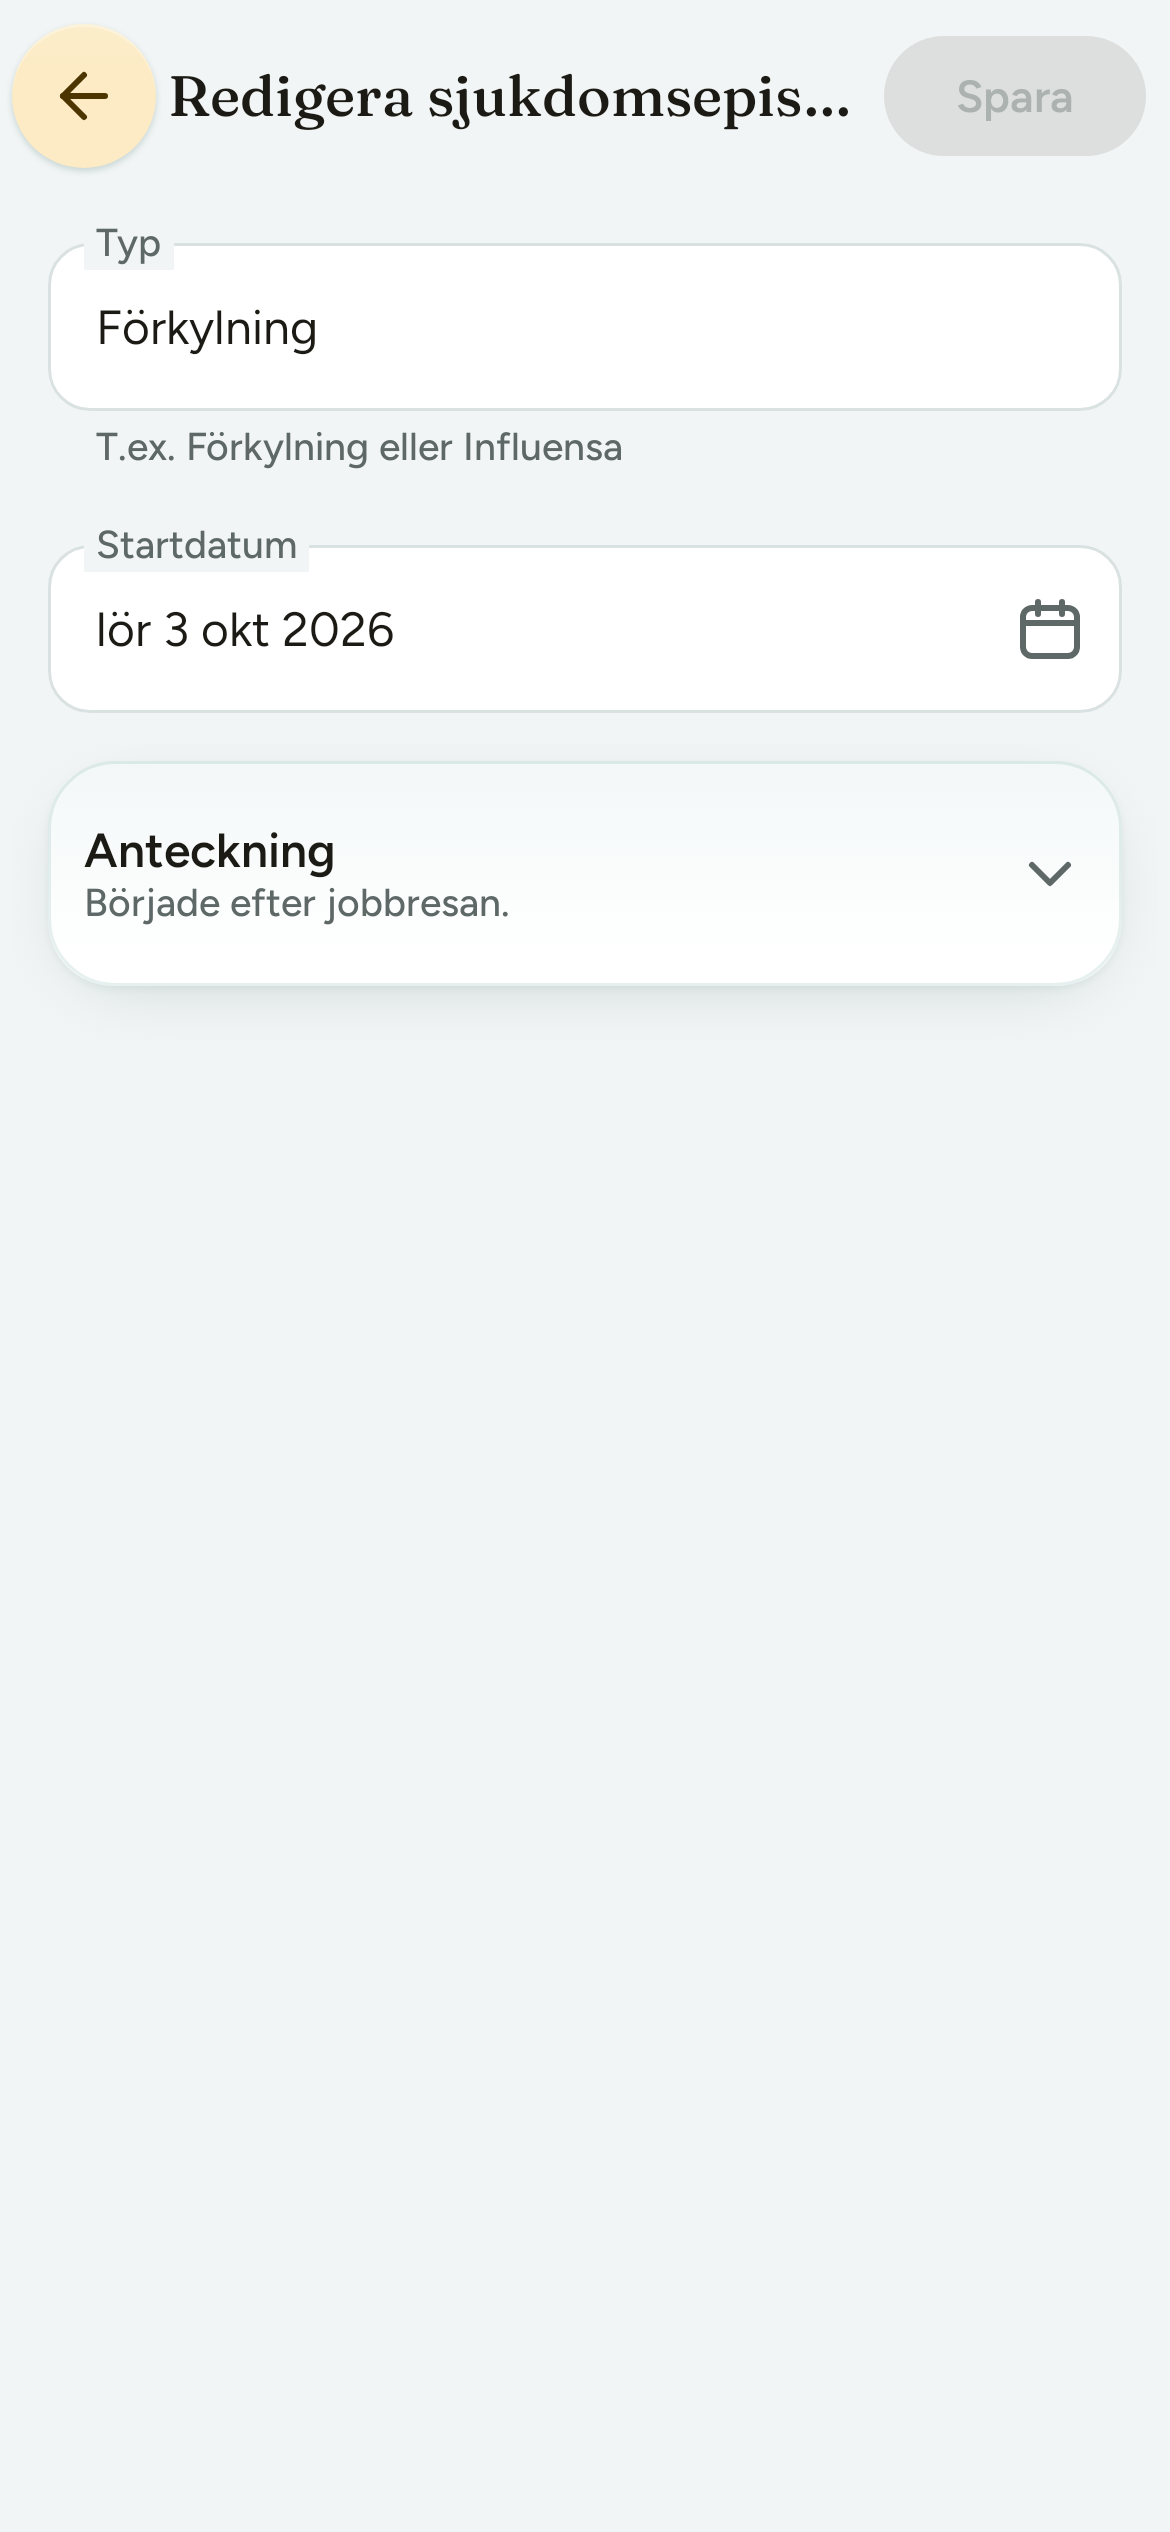 Redigera sjukdomsepis...
Spara
Typ
Förkylning
T.ex. Förkylning eller Influensa
Startdatum
lör 3 okt 2026
Anteckning
Började efter jobbresan.